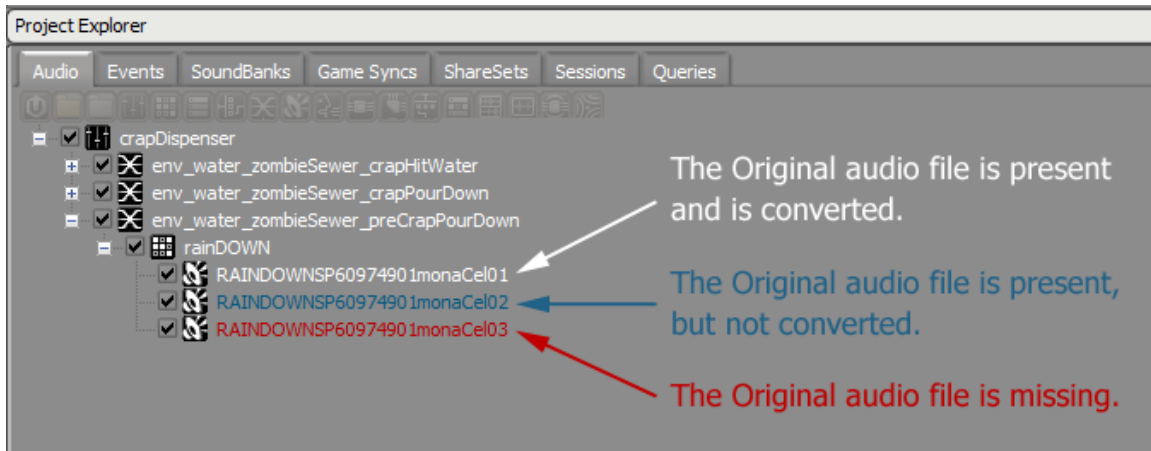 Project Explorer
Audio Events SoundBanks Game Syncs ShareSets Sessions Queries
crapDispenser
env_water_zombieSewer_crapHitWater
env_water_zombieSewer_crapPourDown
env_water_zombieSewer_preCrapPourDown
rainDOWN
RAINDOWNSP60974901monaCel01
RAINDOWNSP60974901monaCel02
RAINDOWNSP60974901monaCel03
The Original audio file is present
and is converted.
The Original audio file is present,
but not converted.
The Original audio file is missing.